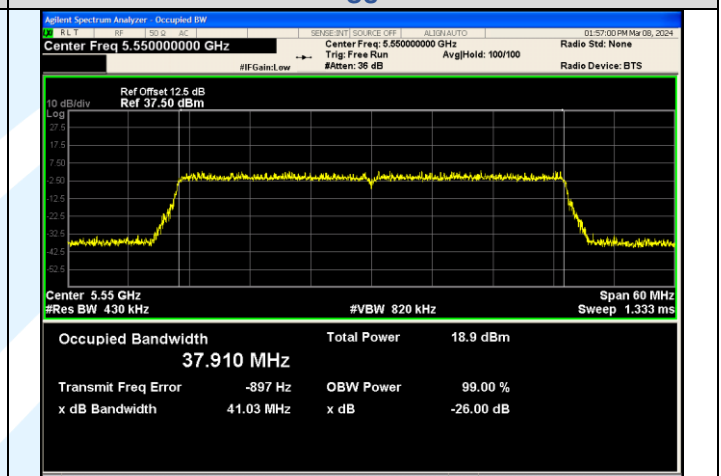 Agilent Spectrum Analyzer - Occupied BW
RLT RF 50 Ω AC SENSE:INT SOURCE OFF ALIGN AUTO 01:57:00 PM Mar 08, 2024
Center Freq 5.550000000 GHz Center Freq: 5.550000000 GHz Radio Std: None
Trig: Free Run Avg|Hold: 100/100
#IFGain:Low #Atten: 36 dB Radio Device: BTS
Ref Offset 12.5 dB
10 dB/div Ref 37.50 dBm
Log
27.5
17.5
7.50
-2.50
-12.5
-22.5
-32.5
-42.5
-52.5
Center 5.55 GHz Span 60 MHz
#Res BW 430 kHz #VBW 820 kHz Sweep 1.333 ms
Occupied Bandwidth Total Power 18.9 dBm
37.910 MHz
Transmit Freq Error -897 Hz OBW Power 99.00 %
x dB Bandwidth 41.03 MHz x dB -26.00 dB